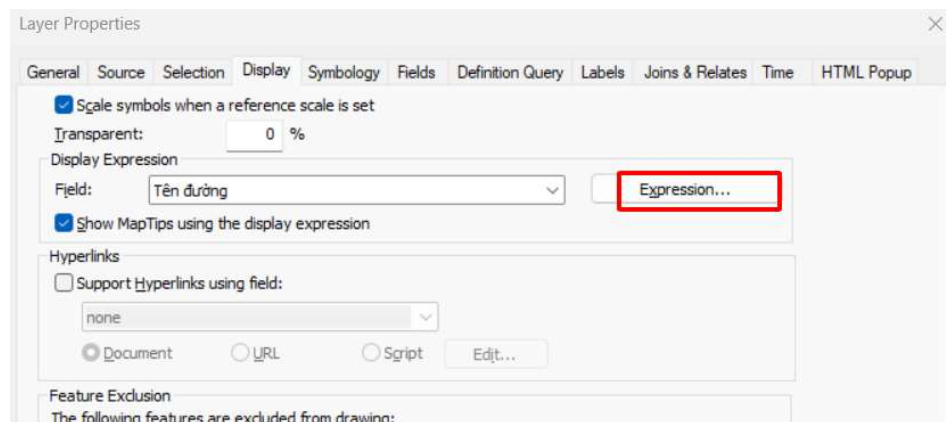 Layer Properties
General Source Selection Display Symbology Fields Definition Query Labels Joins & Relates Time HTML Popup
Scale symbols when a reference scale is set
Transparent: 0 %
Display Expression
Field: Tên đường Expression...
Show MapTips using the display expression
Hyperlinks
Support Hyperlinks using field:
none
Document URL Script Edit...
Feature Exclusion
The following features are excluded from drawing: